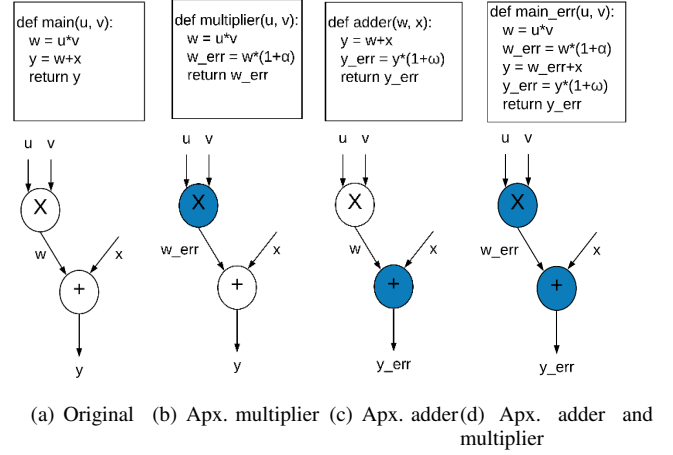 def main(u, v):
w = u*v
y = w+x
return y
def multiplier(u, v):
w = u*v
w_err = w*(1+α)
return w_err
def adder(w, x):
y = w+x
y_err = y*(1+ω)
return y_err
def main_err(u, v):
w = u*v
w_err = w*(1+α)
y = w_err+x
y_err = y*(1+ω)
return y_err
u v
X
w
x
+
y
u v
X
w_err
x
+
y
u v
X
w
x
+
y_err
u v
X
w_err
x
+
y_err
(a) Original
(b) Apx. multiplier
(c) Apx. adder
(d) Apx. adder and
multiplier